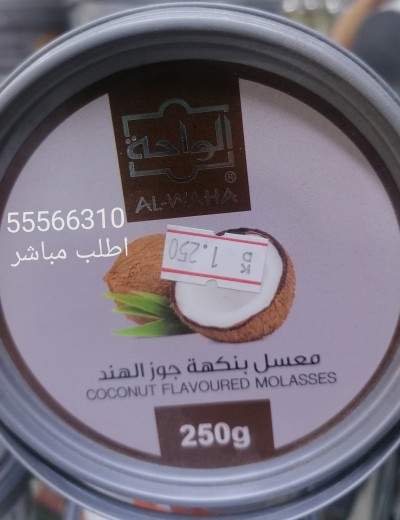 الواحة
®
AL-WAHA
55566310
اطلب مباشر
KD 1.250
معسل بنكهة جوز الهند
COCONUT FLAVOURED MOLASSES
250g